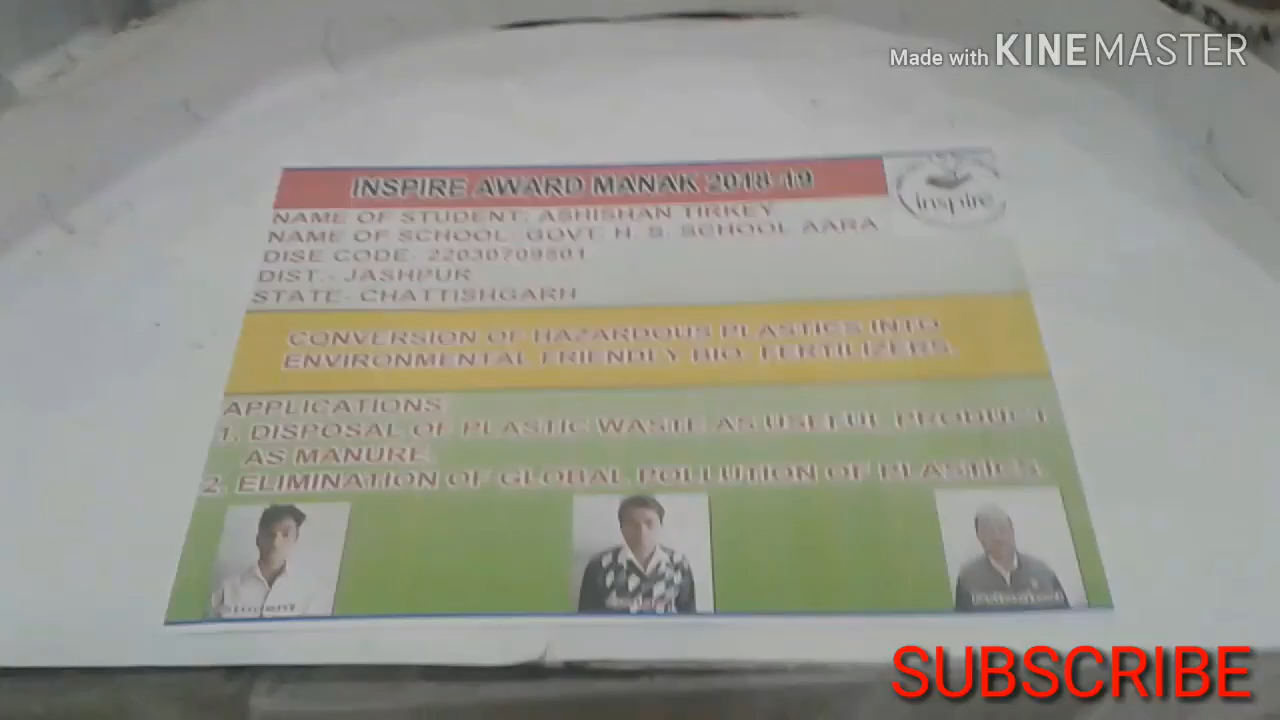 Made with KINEMASTER
INSPIRE AWARD MANAK 2018-19
inspire
NAME OF STUDENT: ASHISHAN TIRKEY
NAME OF SCHOOL- GOVT. H. S. SCHOOL AARA
DISE CODE- 22030709801
DIST.- JASHPUR
STATE- CHATTISHGARH
CONVERSION OF HAZARDOUS PLASTICS INTO
ENVIRONMENTAL FRIENDLY BIO- FERTILIZERS.
APPLICATIONS
1. DISPOSAL OF PLASTIC WASTE AS USEFUL PRODUCT
AS MANURE
2. ELIMINATION OF GLOBAL POLLUTION OF PLASTICS
Student
SUBSCRIBE